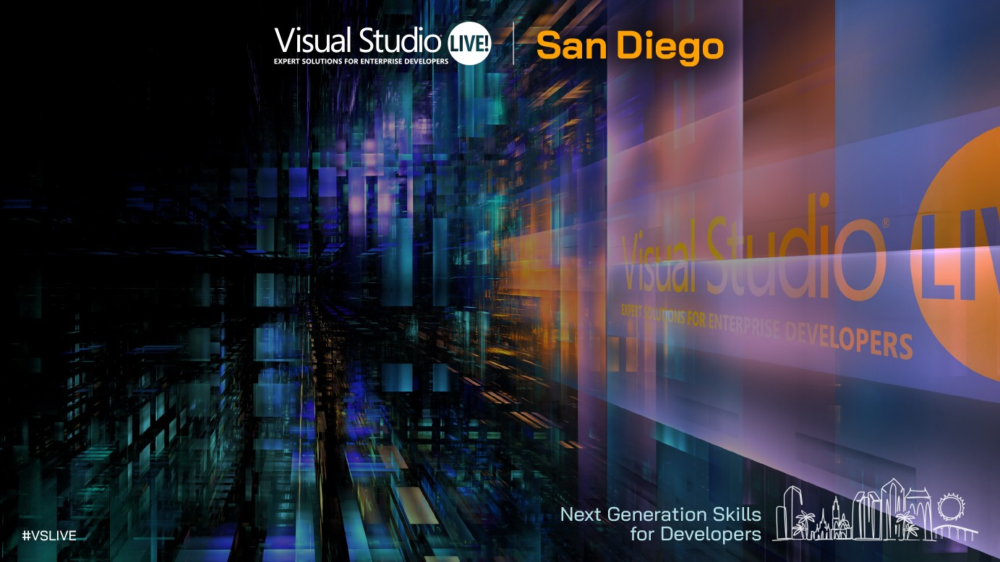 Visual Studio LIVE! San Diego
EXPERT SOLUTIONS FOR ENTERPRISE DEVELOPERS
Visual Studio® LIV
EXPERT SOLUTIONS FOR ENTERPRISE DEVELOPERS
Next Generation Skills
for Developers
#VSLIVE